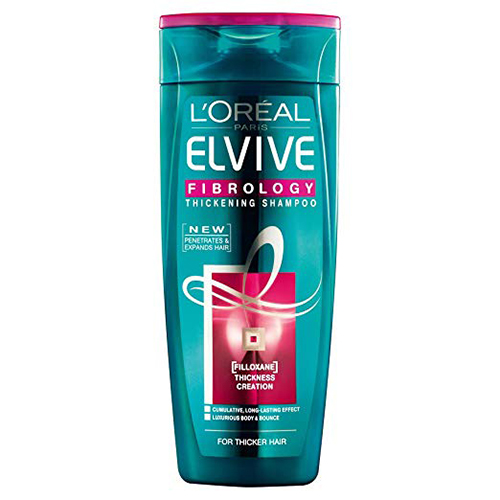 L'ORÉAL
PARIS
ELVIVE
FIBROLOGY
THICKENING SHAMPOO
NEW
PENETRATES &
EXPANDS HAIR
[FILLOXANE]
THICKNESS
CREATION
CUMULATIVE, LONG-LASTING EFFECT
LUXURIOUS BODY & BOUNCE
FOR THICKER HAIR